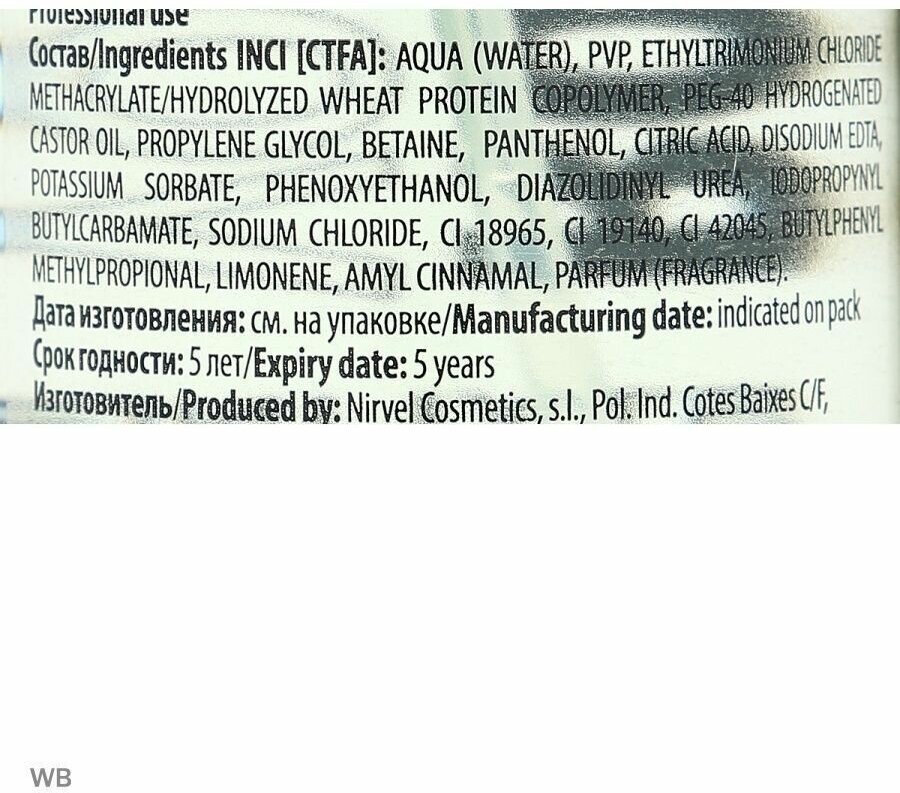 Professional use
Состав/Ingredients INCI [CTFA]: AQUA (WATER), PVP, ETHYLTRIMONIUM CHLORIDE
METHACRYLATE/HYDROLYZED WHEAT PROTEIN COPOLYMER, PEG-40 HYDROGENATED
CASTOR OIL, PROPYLENE GLYCOL, BETAINE, PANTHENOL, CITRIC ACID, DISODIUM EDTA,
POTASSIUM SORBATE, PHENOXYETHANOL, DIAZOLIDINYL UREA, IODOPROPYNYL
BUTYLCARBAMATE, SODIUM CHLORIDE, CI 18965, CI 19140, CI 42045, BUTYLPHENYL
METHYLPROPIONAL, LIMONENE, AMYL CINNAMAL, PARFUM (FRAGRANCE).
Дата изготовления: см. на упаковке/Manufacturing date: indicated on pack
Срок годности: 5 лет/Expiry date: 5 years
Изготовитель/Produced by: Nirvel Cosmetics, s.l., Pol. Ind. Cotes Baixes C/F,
WB